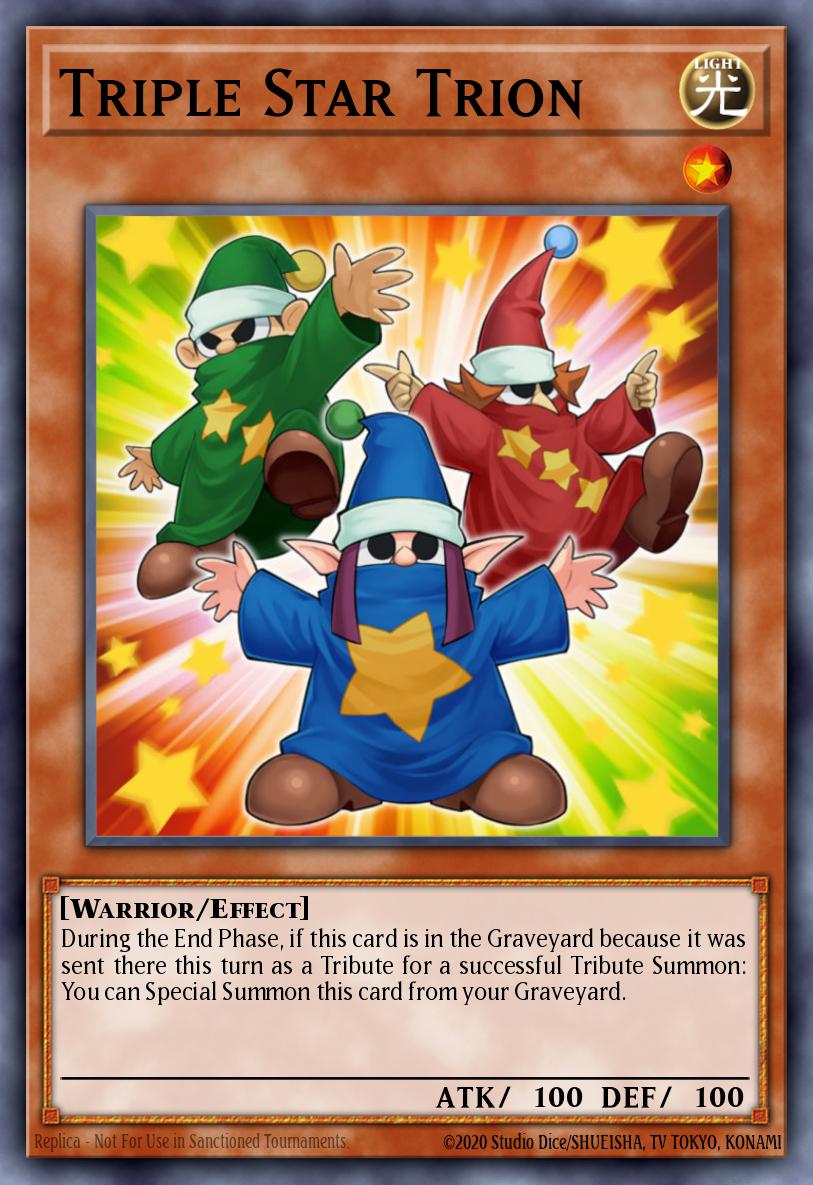 Triple Star Trion
LIGHT
光
[Warrior/Effect]
During the End Phase, if this card is in the Graveyard because it was
sent there this turn as a Tribute for a successful Tribute Summon:
You can Special Summon this card from your Graveyard.
ATK/ 100 DEF/ 100
Replica - Not For Use in Sanctioned Tournaments.
©2020 Studio Dice/SHUEISHA, TV TOKYO, KONAMI